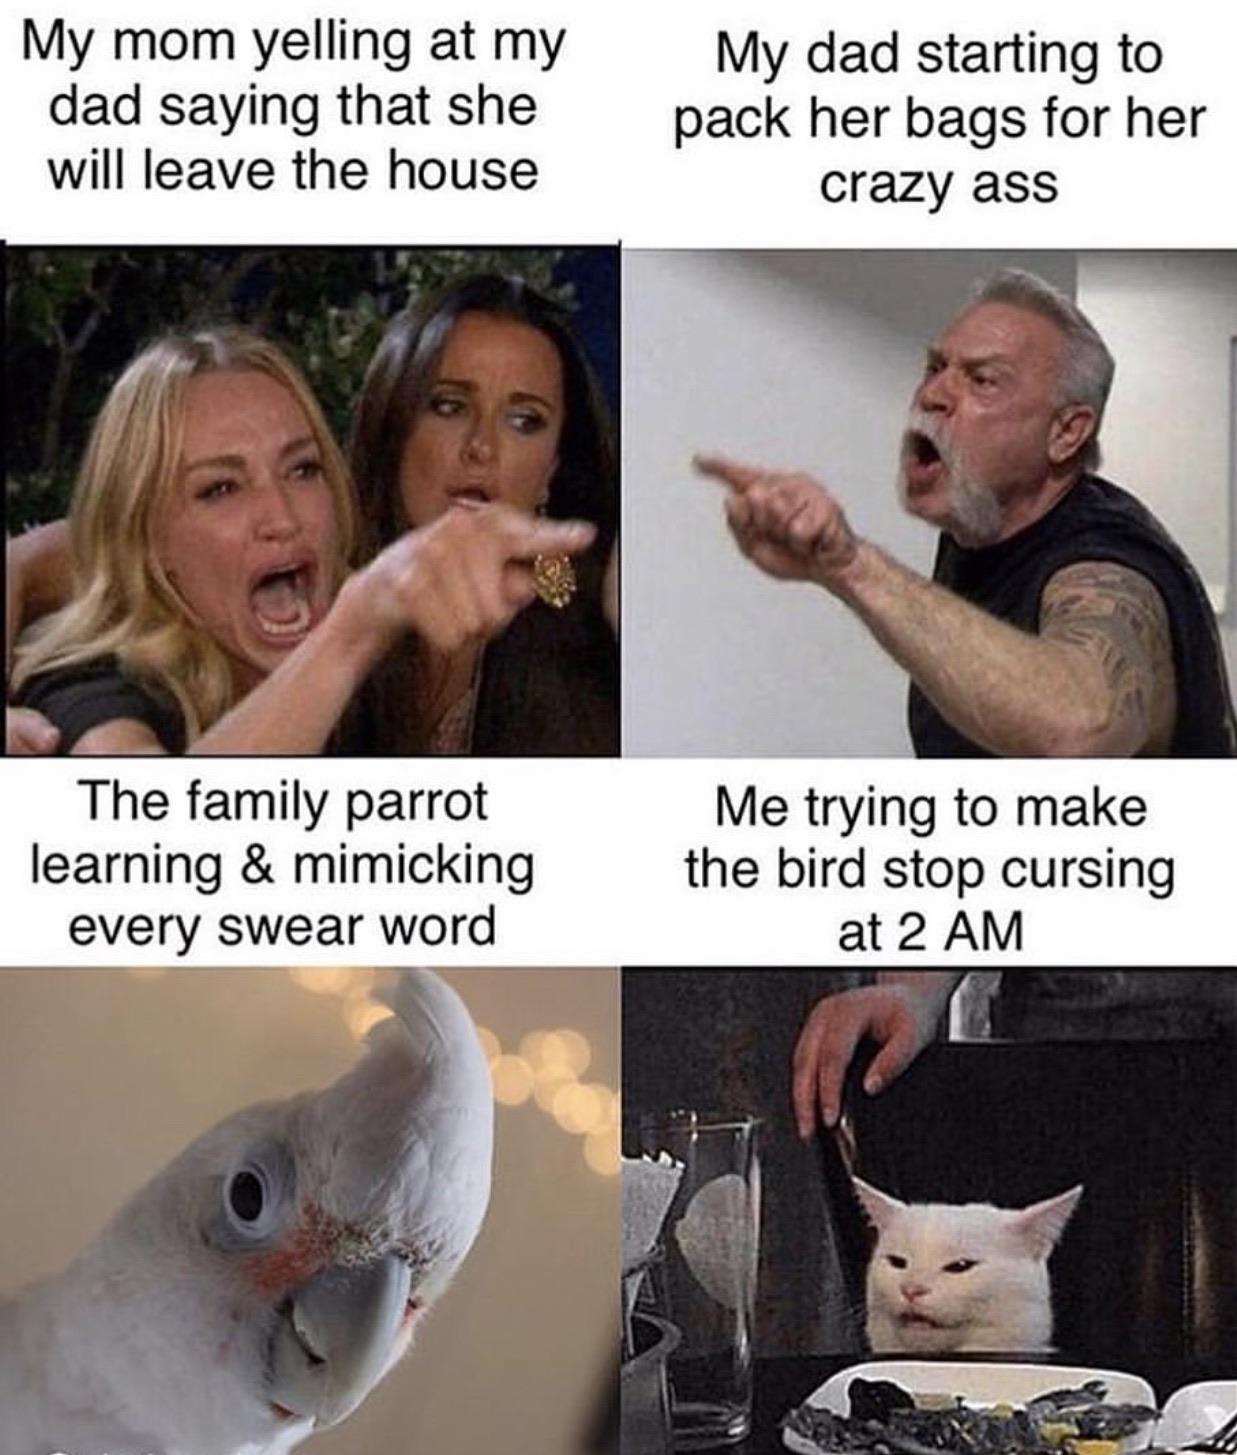 My mom yelling at my
dad saying that she
will leave the house
My dad starting to
pack her bags for her
crazy ass
The family parrot
learning & mimicking
every swear word
Me trying to make
the bird stop cursing
at 2 AM